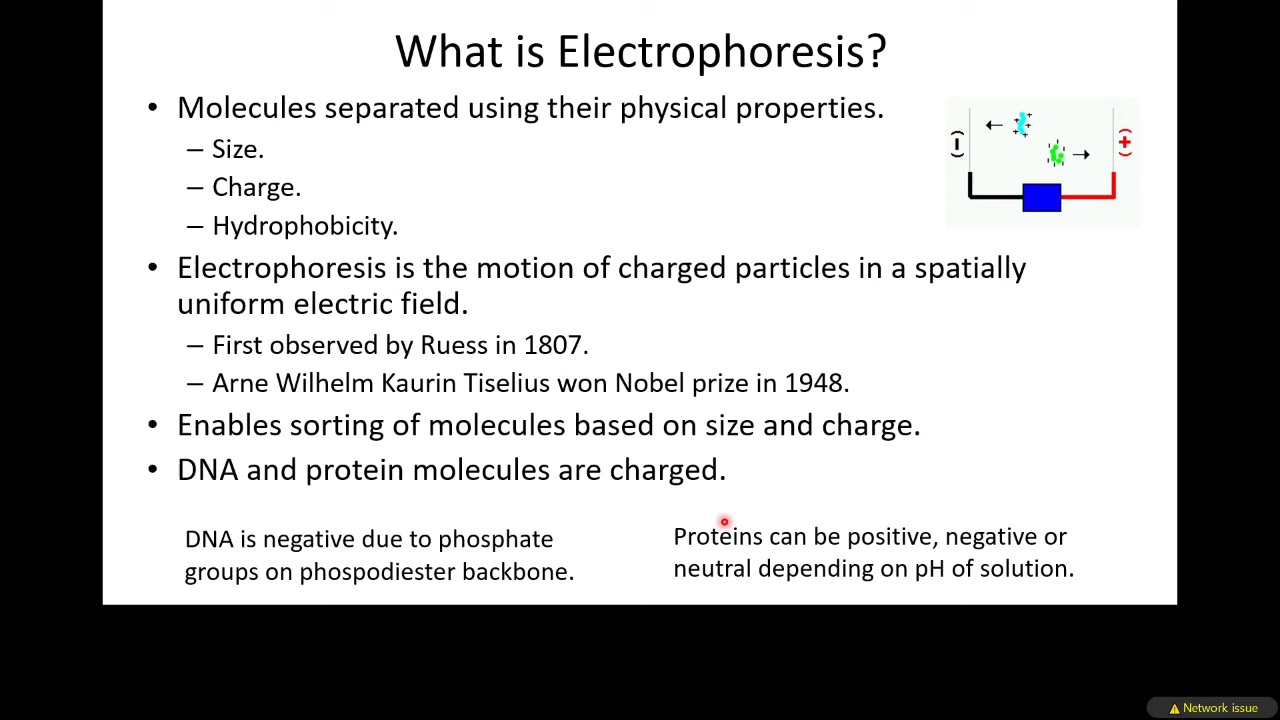 What is Electrophoresis?
• Molecules separated using their physical properties.
– Size.
– Charge.
– Hydrophobicity.
(-)
(+)
• Electrophoresis is the motion of charged particles in a spatially
uniform electric field.
– First observed by Ruess in 1807.
– Arne Wilhelm Kaurin Tiselius won Nobel prize in 1948.
• Enables sorting of molecules based on size and charge.
• DNA and protein molecules are charged.
DNA is negative due to phosphate
groups on phospodiester backbone.
Proteins can be positive, negative or
neutral depending on pH of solution.
Network issue